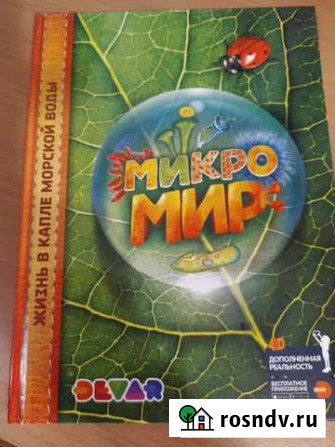 ЖИЗНЬ В КАПЛЕ МОРСКОЙ ВОДЫ
МИКРО
МИР
DEVAR
ДОПОЛНЕННАЯ
РЕАЛЬНОСТЬ
БЕСПЛАТНОЕ
ПРИЛОЖЕНИЕ
rosndv.ru